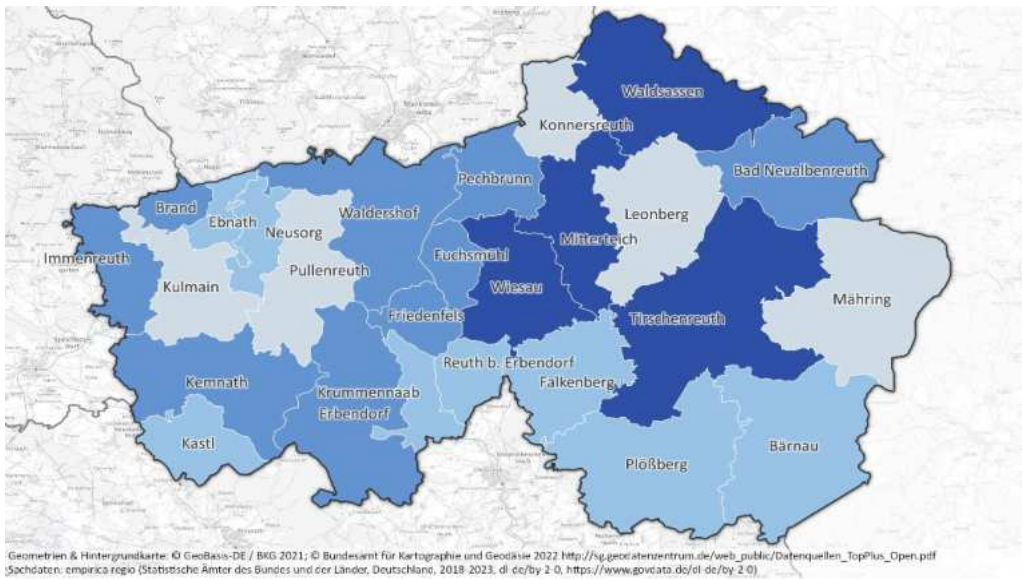 Waldsassen
Konnersreuth
Pechbrunn
Bad Neualbenreuth
Brand
Waldershof
Ebnath
Leonberg
Neusorg
Mitterteich
Immenreuth
Fuchsmühl
Pullenreuth
Kulmain
Wiesau
Mähring
Friedenfels
Tirschenreuth
Reuth b. Erbendorf
Kemnath
Falkenberg
Krummennaab
Erbendorf
Kastl
Bärnau
Plößberg
Geometrien & Hintergrundkarte: © GeoBasis-DE / BKG 2021; © Bundesamt für Kartographie und Geodäsie 2022 http://sg.geodatenzentrum.de/web_public/Datenquellen_TopPlus_Open.pdf
Sachdaten: empirica regio (Statistische Ämter des Bundes und der Länder, Deutschland, 2018-2023, dl-de/by-2-0, https://www.govdata.de/dl-de/by-2-0)